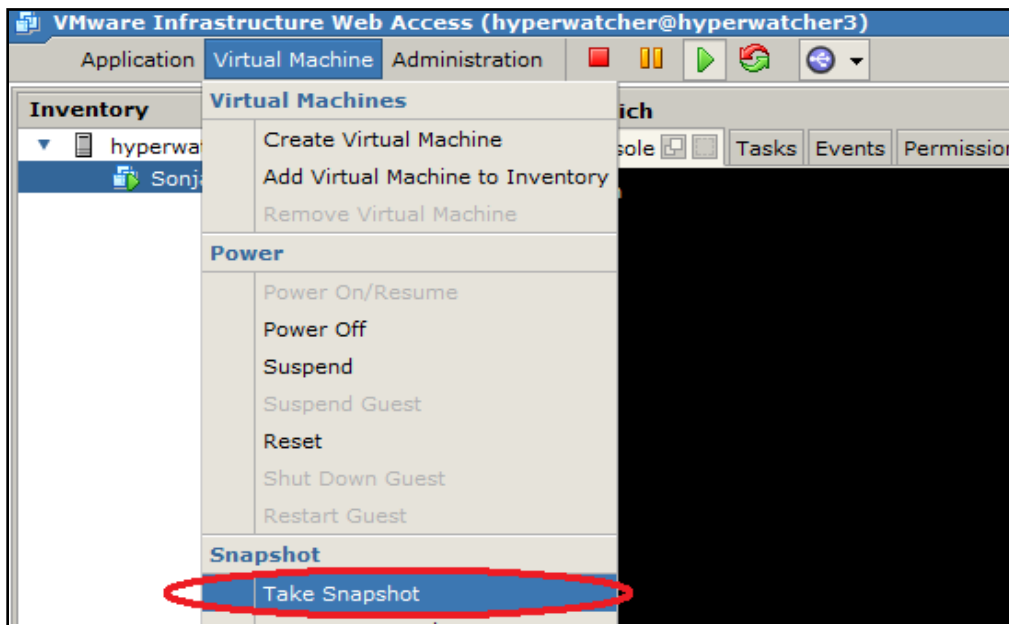 VMware Infrastructure Web Access (hyperwatcher@hyperwatcher3)
Application Virtual Machine Administration
Inventory
Virtual Machines
Create Virtual Machine
Add Virtual Machine to Inventory
Remove Virtual Machine
Power
Power On/Resume
Power Off
Suspend
Suspend Guest
Reset
Shut Down Guest
Restart Guest
Snapshot
Take Snapshot
hyperwa
Sonja
ich
sole Tasks Events Permission